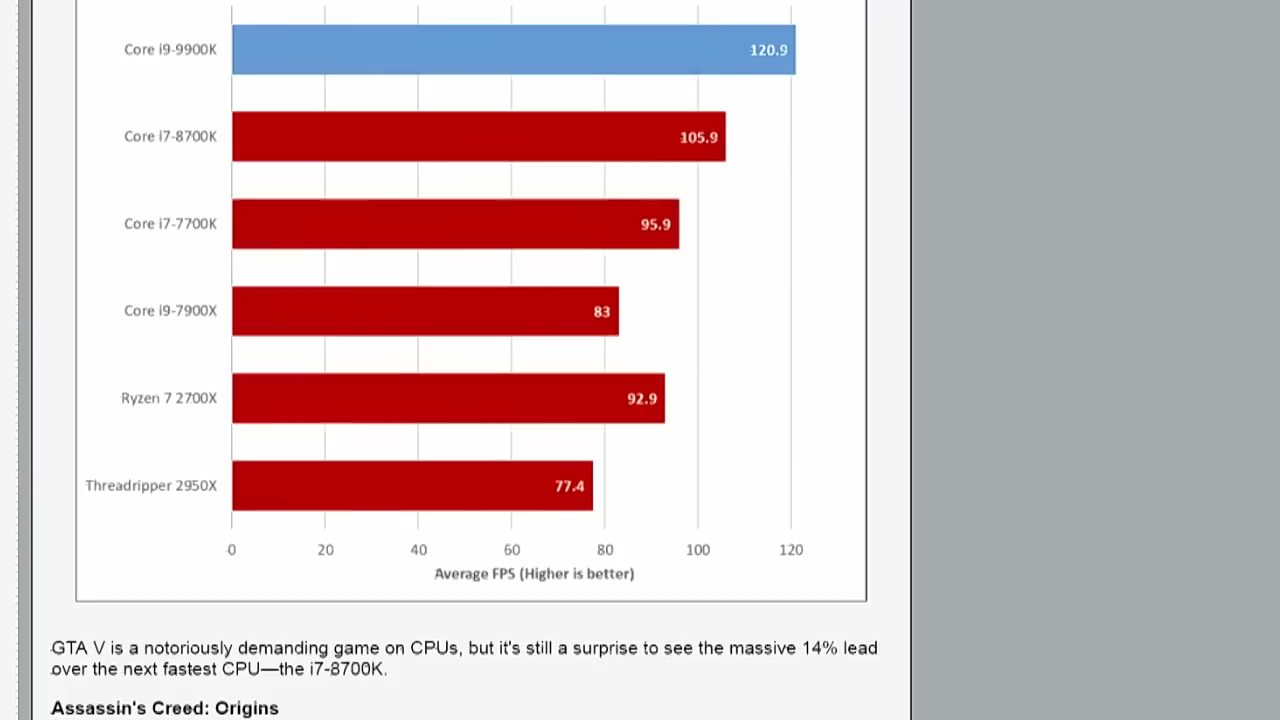 Core i9-9900K 120.9
Core i7-8700K 105.9
Core i7-7700K 95.9
Core i9-7900X 83
Ryzen 7 2700X 92.9
Threadripper 2950X 77.4
0 20 40 60 80 100 120
Average FPS (Higher is better)
GTA V is a notoriously demanding game on CPUs, but it's still a surprise to see the massive 14% lead
over the next fastest CPU—the i7-8700K.
Assassin's Creed: Origins